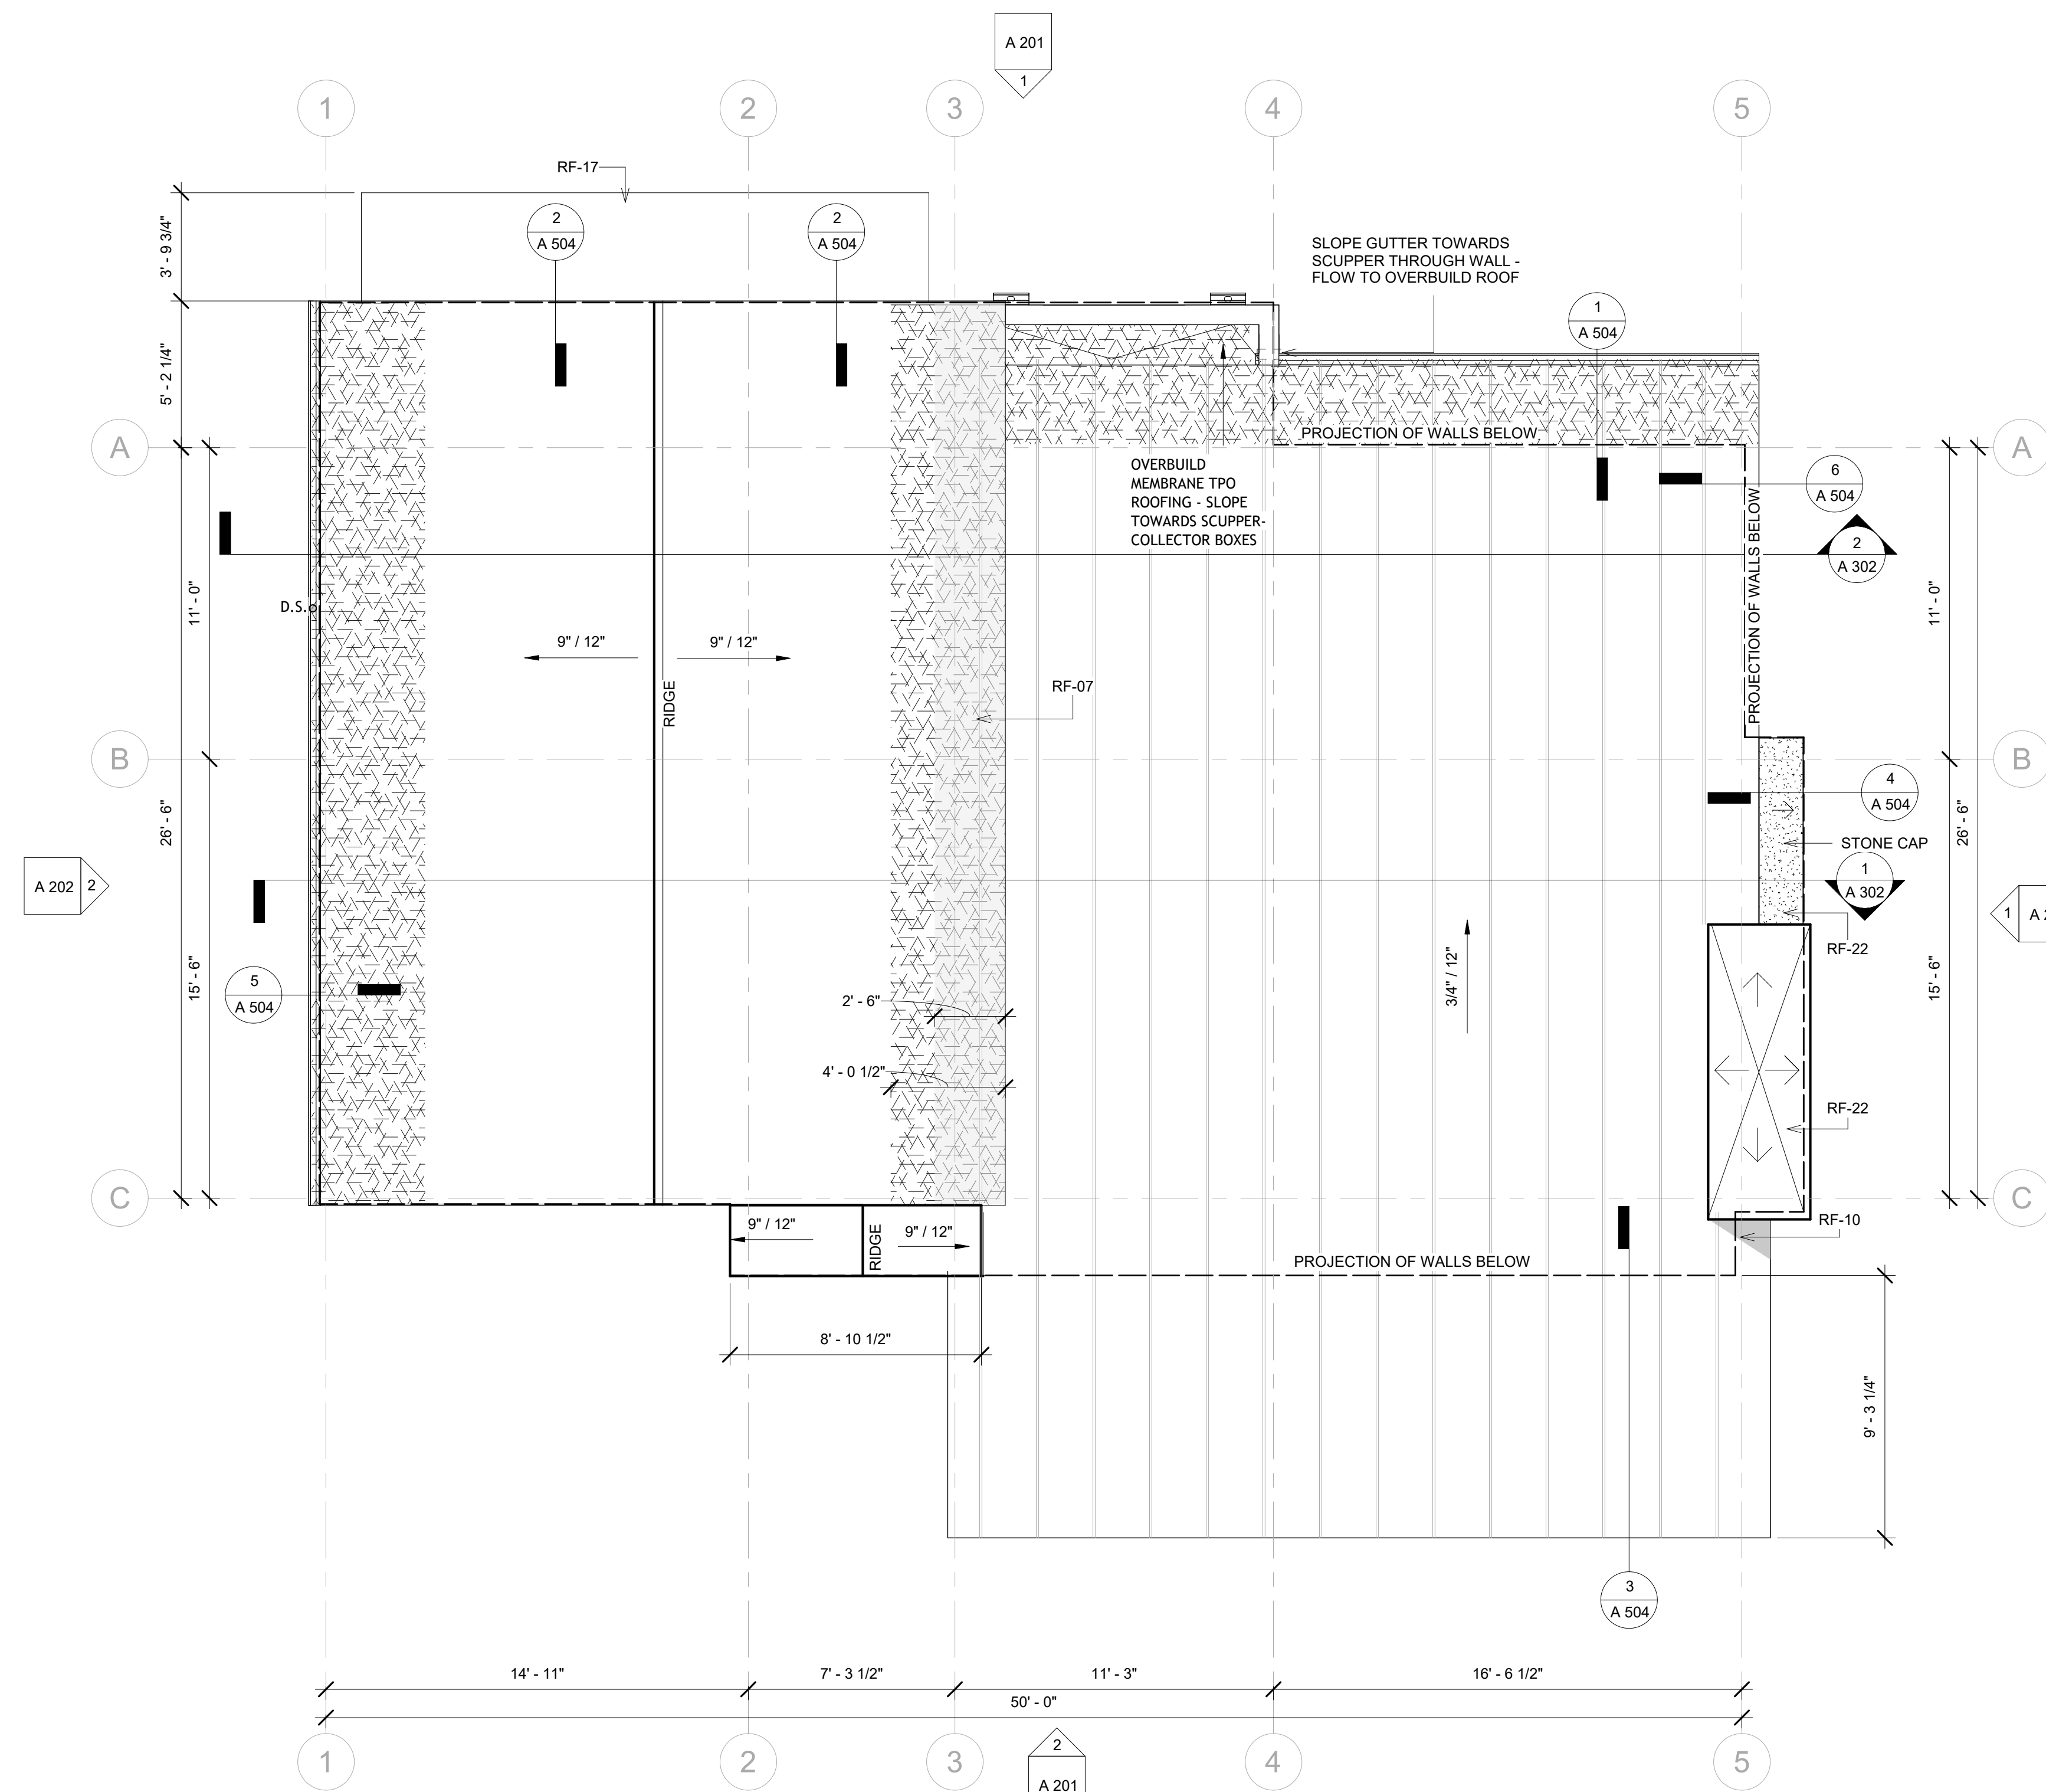 A 201
1
1
2
3
4
5
RF-17
2
A 504
2
A 504
3' - 9 3/4"
SLOPE GUTTER TOWARDS
SCUPPER THROUGH WALL -
FLOW TO OVERBUILD ROOF
1
A 504
5' - 2 1/4"
A
PROJECTION OF WALLS BELOW
A
OVERBUILD
MEMBRANE TPO
ROOFING - SLOPE
TOWARDS SCUPPER-
COLLECTOR BOXES
6
A 504
2
A 302
PROJECTION OF WALLS BELOW
11' - 0"
D.S.
11' - 0"
9" / 12"
9" / 12"
RIDGE
RF-07
B
B
4
A 504
26' - 6"
26' - 6"
STONE CAP
1
A 302
A 202
2
1
RF-22
15' - 6"
5
A 504
3/4" / 12"
15' - 6"
2' - 6"
4' - 0 1/2"
RF-22
C
C
9" / 12"
RIDGE
9" / 12"
RF-10
PROJECTION OF WALLS BELOW
8' - 10 1/2"
9' - 3 1/4"
3
A 504
14' - 11"
7' - 3 1/2"
11' - 3"
16' - 6 1/2"
50' - 0"
1
2
3
4
5
2
A 201